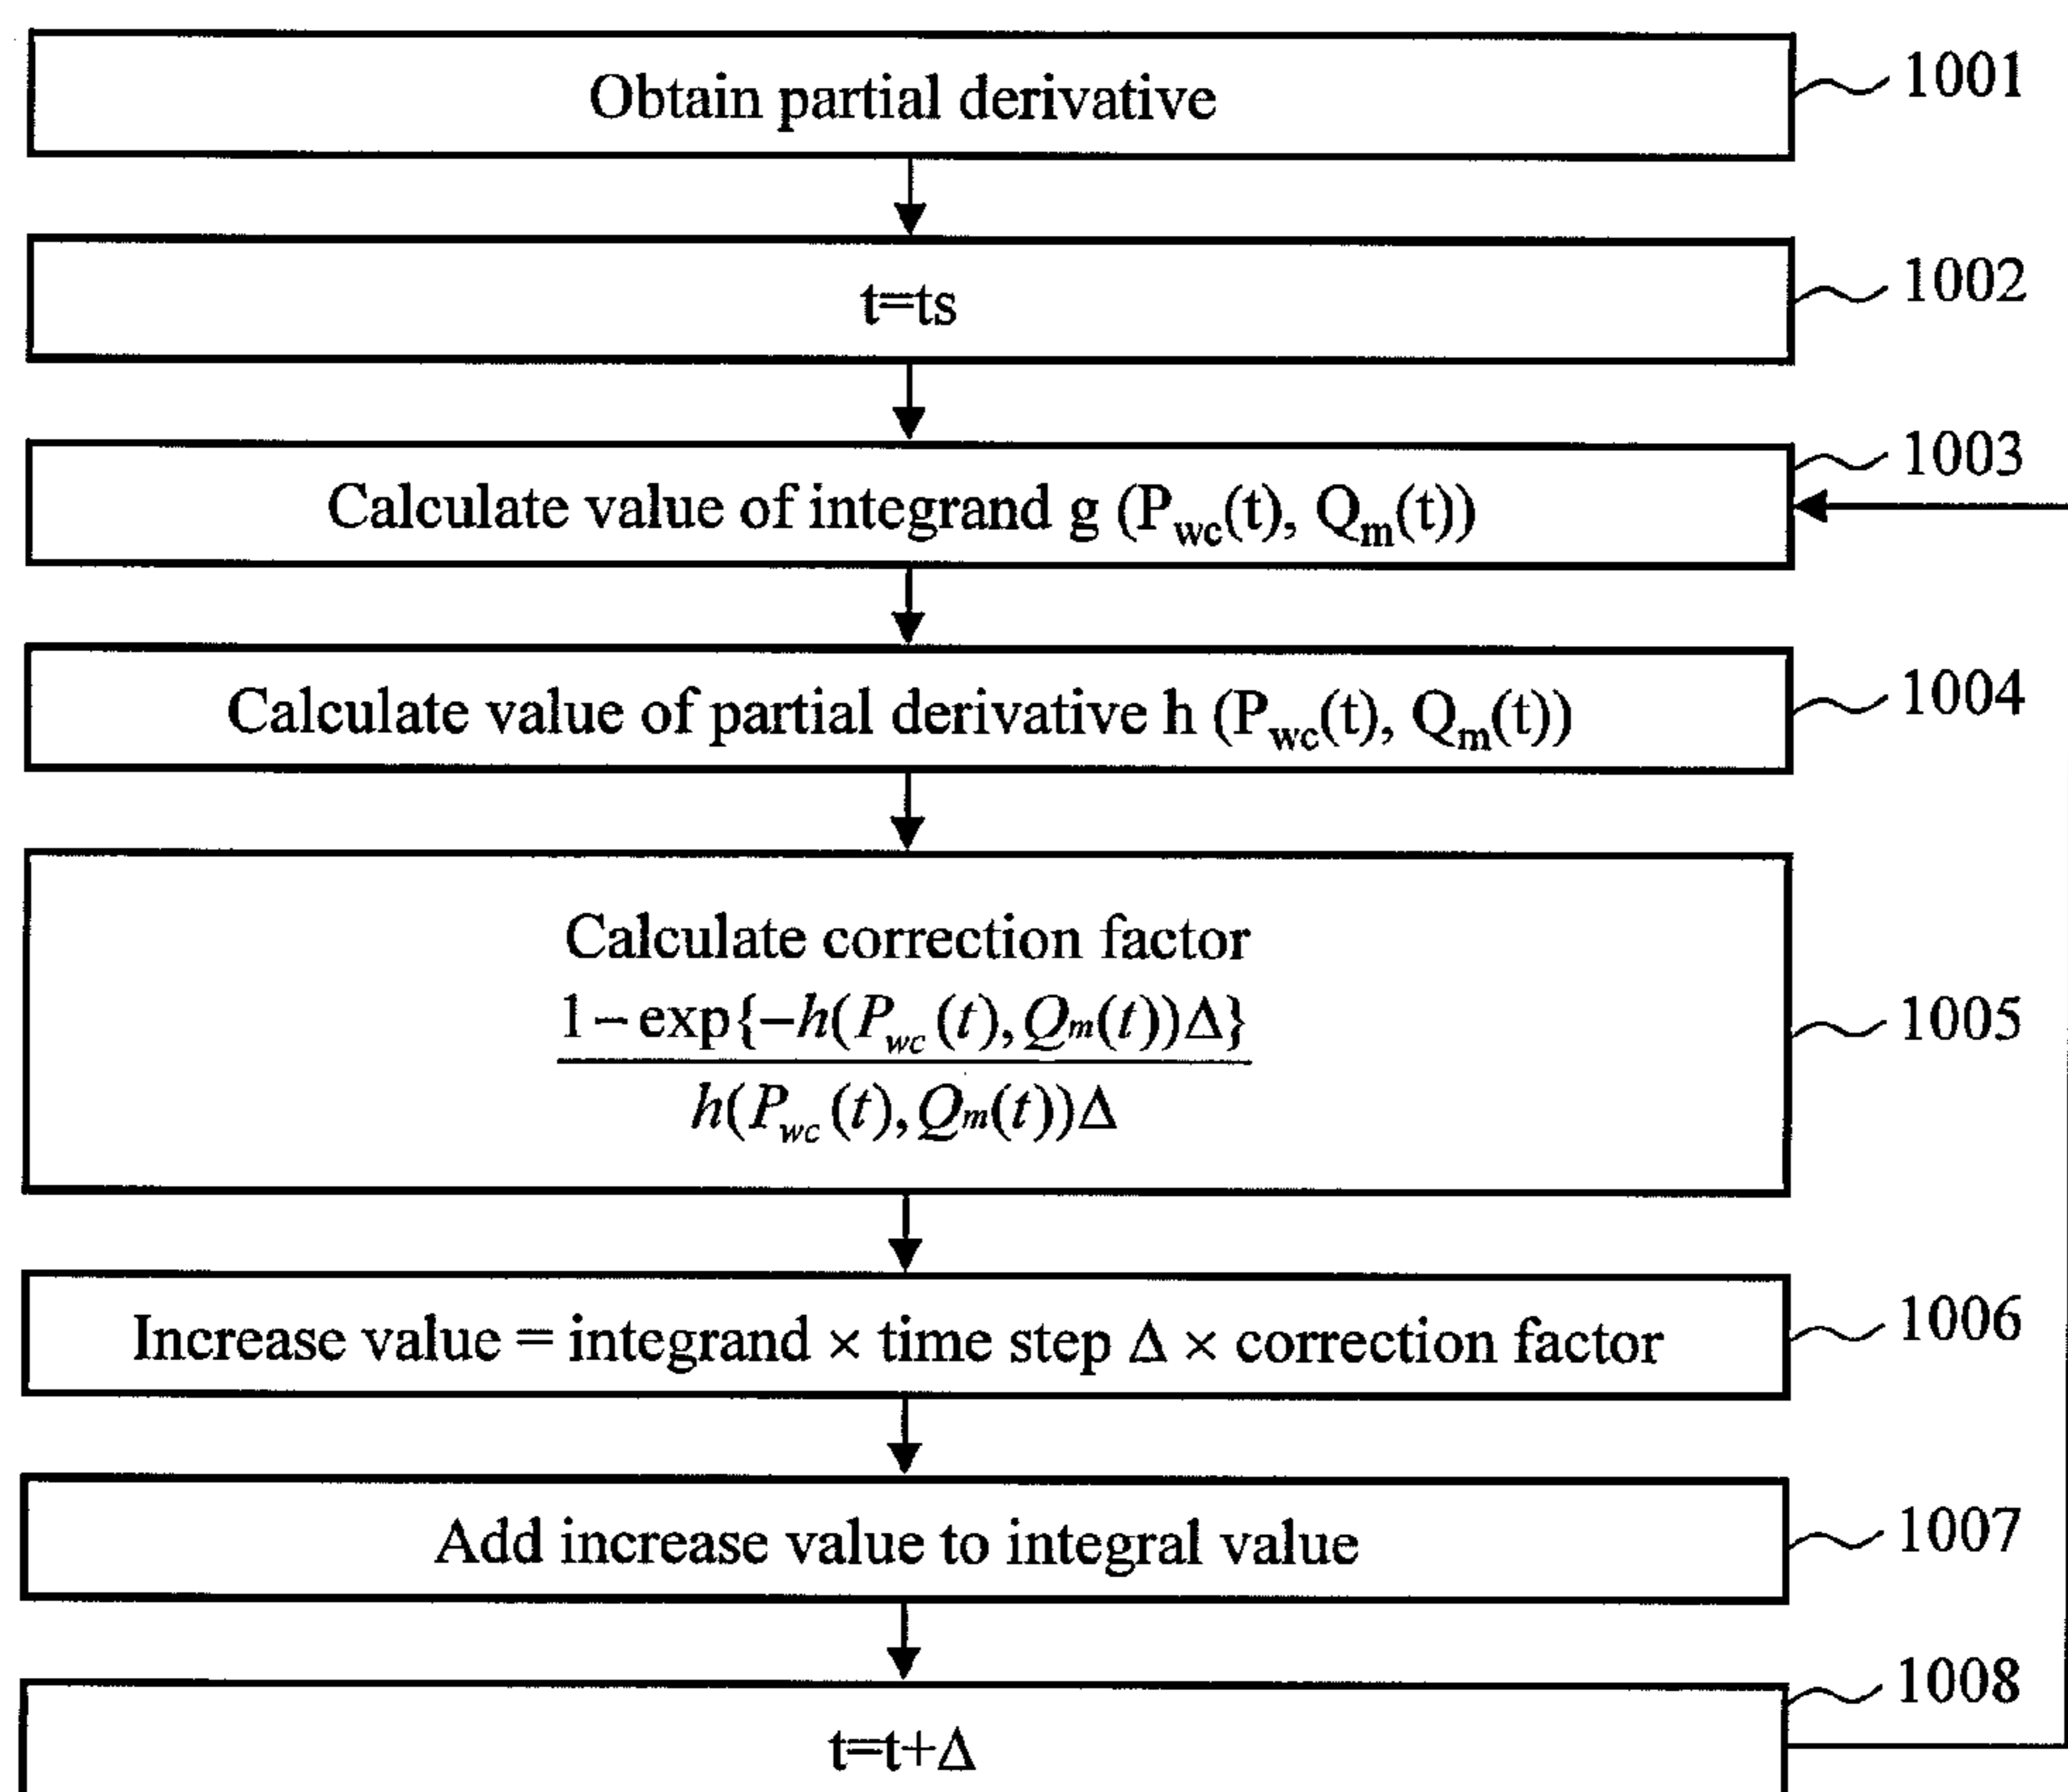 Obtain partial derivative
1001
t=ts
1002
Calculate value of integrand g (Pwc(t), Qm(t))
1003
Calculate value of partial derivative h (Pwc(t), Qm(t))
1004
Calculate correction factor
1−exp{−h(Pwc(t),Qm(t))Δ}
h(Pwc(t),Qm(t))Δ
1005
Increase value = integrand × time step Δ × correction factor
1006
Add increase value to integral value
1007
t=t+Δ
1008